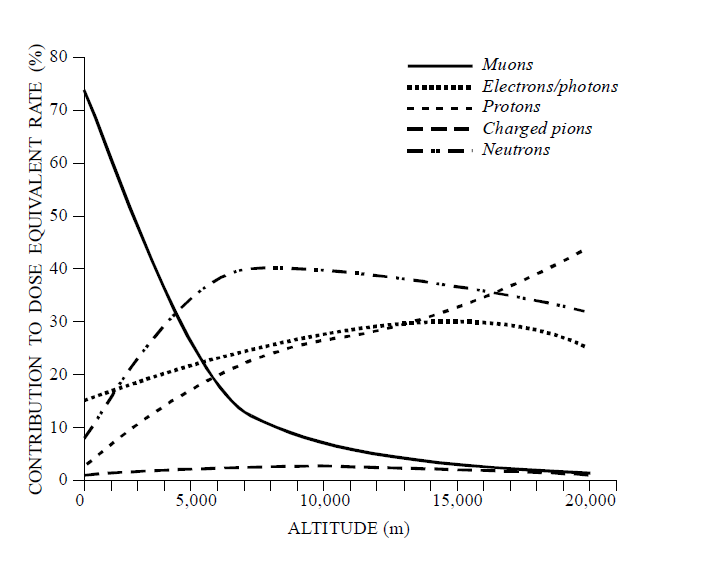 CONTRIBUTION TO DOSE EQUIVALENT RATE (%)
80
70
60
50
40
30
20
10
0
Muons
Electrons/photons
Protons
Charged pions
Neutrons
0 5,000 10,000 15,000 20,000
ALTITUDE (m)